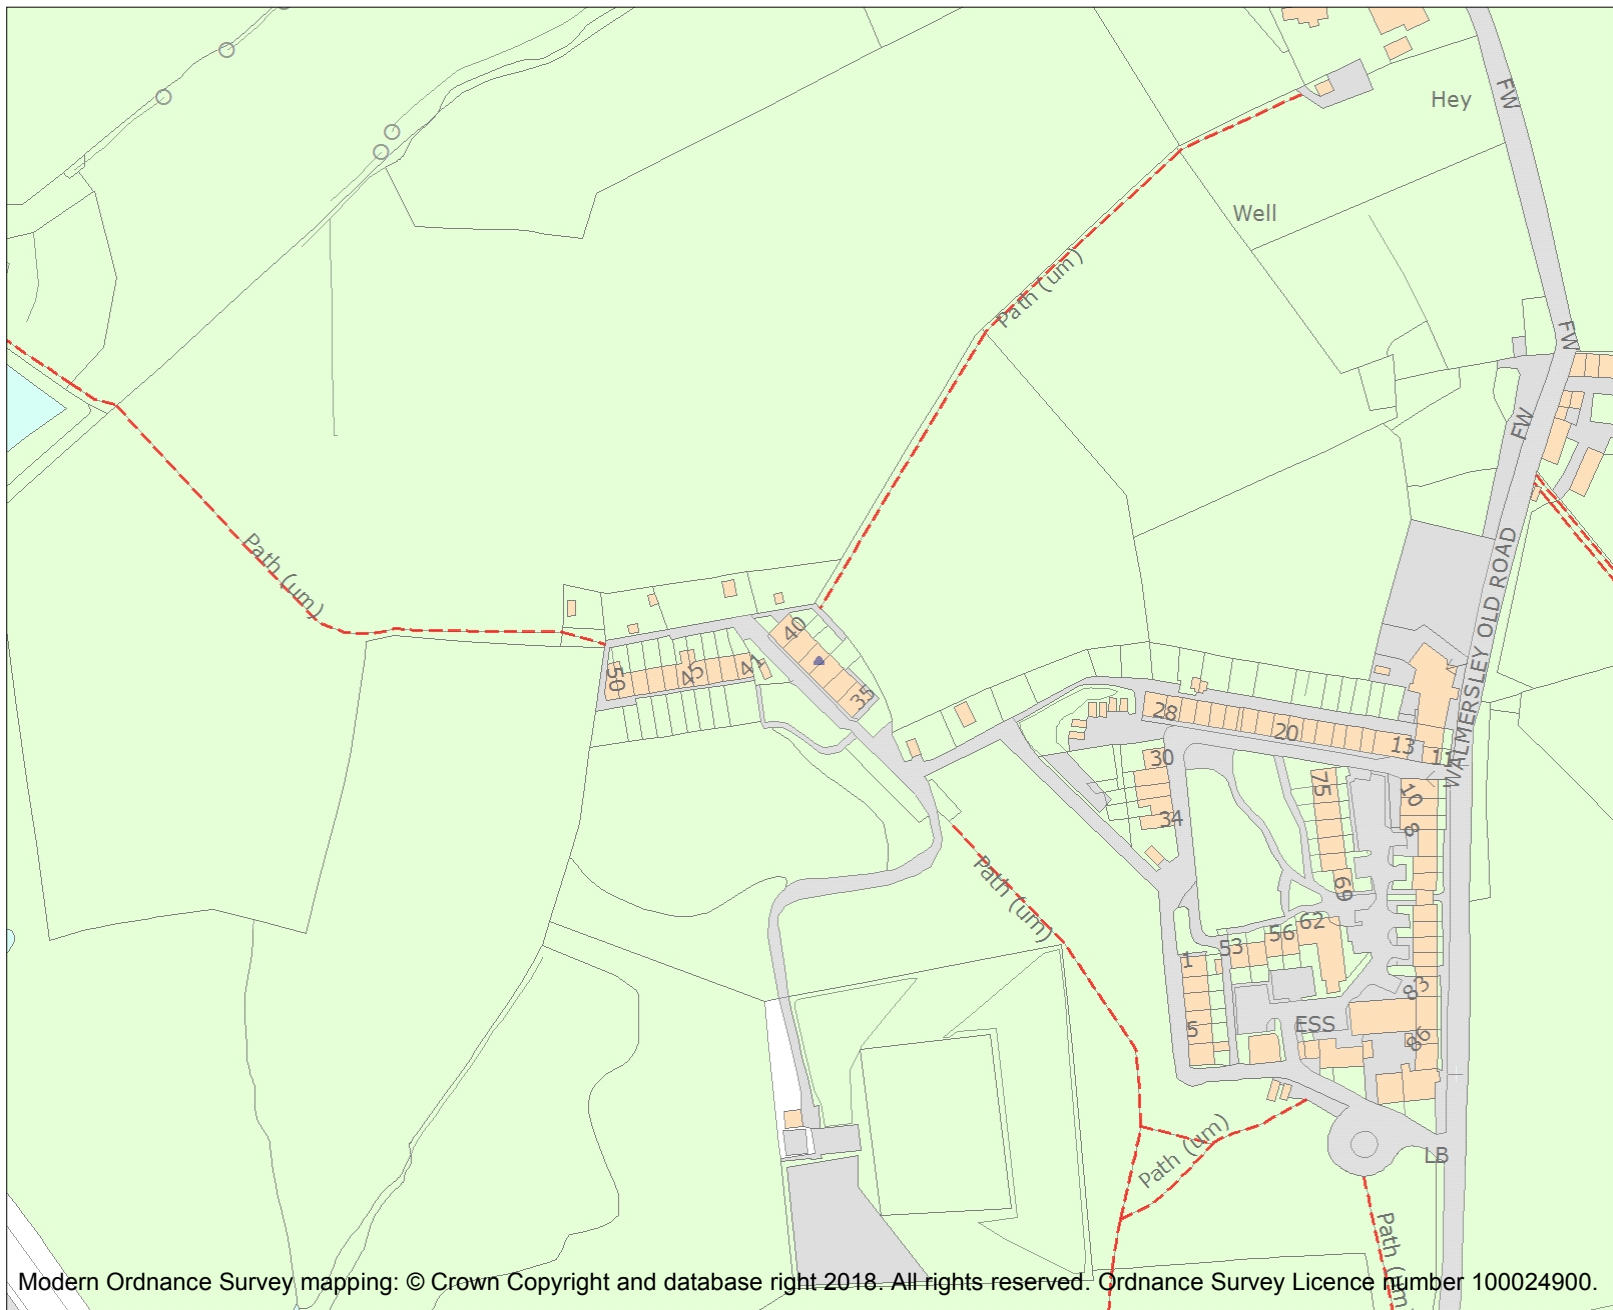 FW
Hey
Well
Path (um)
FW
FW
Path (um)
WALMERSLEY OLD ROAD
40
50
45
41
35
28
20
13
11
30
75
10
34
8
69
62
56
53
1
83
5
ESS
86
Path (um)
Path (um)
LB
Path (um)
Modern Ordnance Survey mapping: © Crown Copyright and database right 2018. All rights reserved. Ordnance Survey Licence number 100024900.